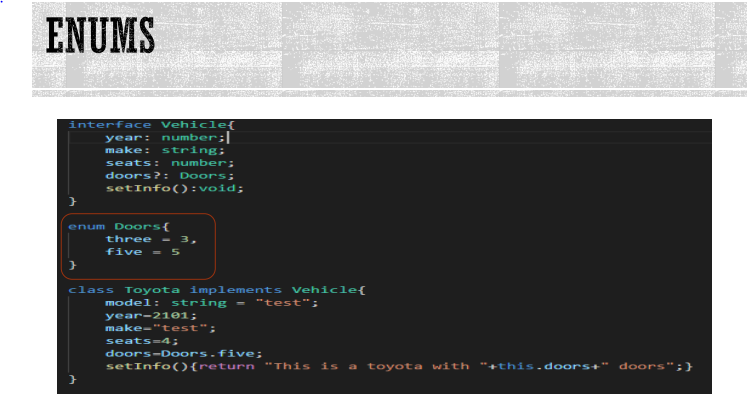 ENUMS
interface Vehicle{
year: number;
make: string;
seats: number;
doors?: Doors;
setInfo():void;
}
enum Doors{
three = 3,
five = 5
}
class Toyota implements Vehicle{
model: string = "test";
year=2101;
make="test";
seats=4;
doors=Doors.five;
setInfo(){return "This is a toyota with "+this.doors+" doors";}
}